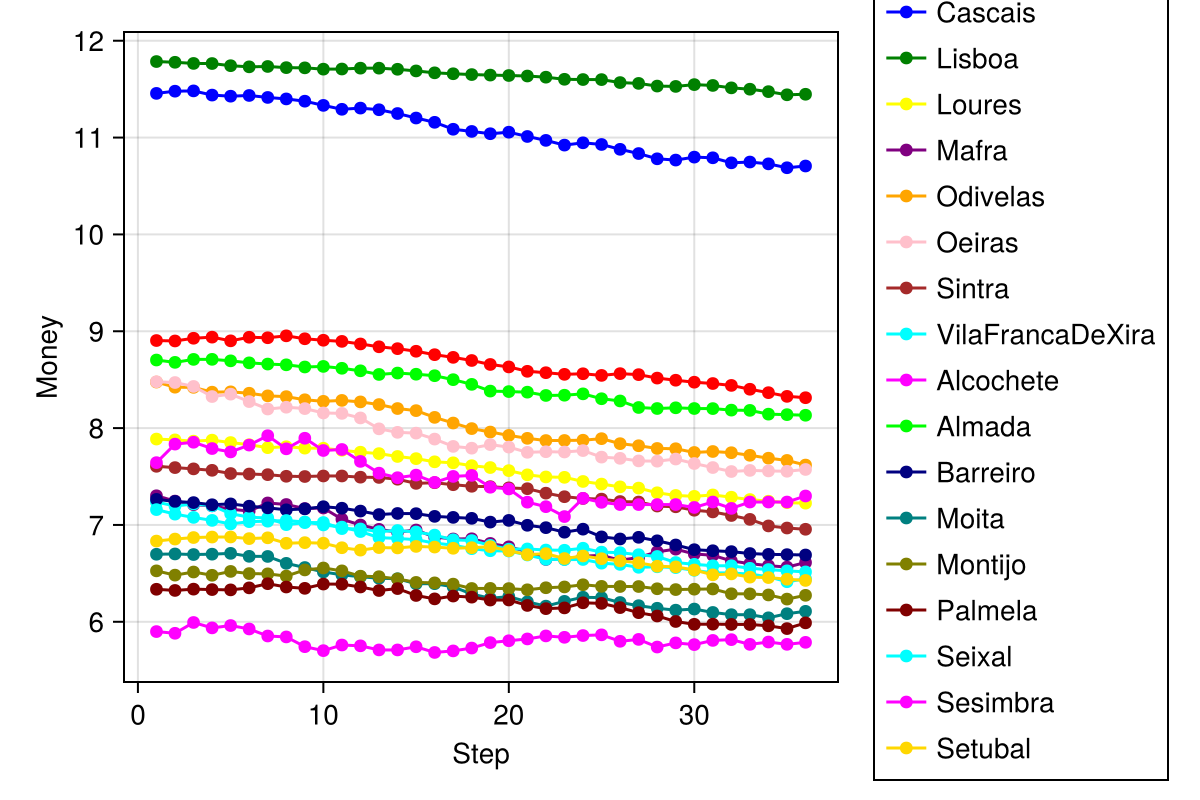 12
11
10
9
8
7
6
Money
0 10 20 30
Step
Cascais
Lisboa
Loures
Mafra
Odivelas
Oeiras
Sintra
VilaFrancaDeXira
Alcochete
Almada
Barreiro
Moita
Montijo
Palmela
Seixal
Sesimbra
Setubal